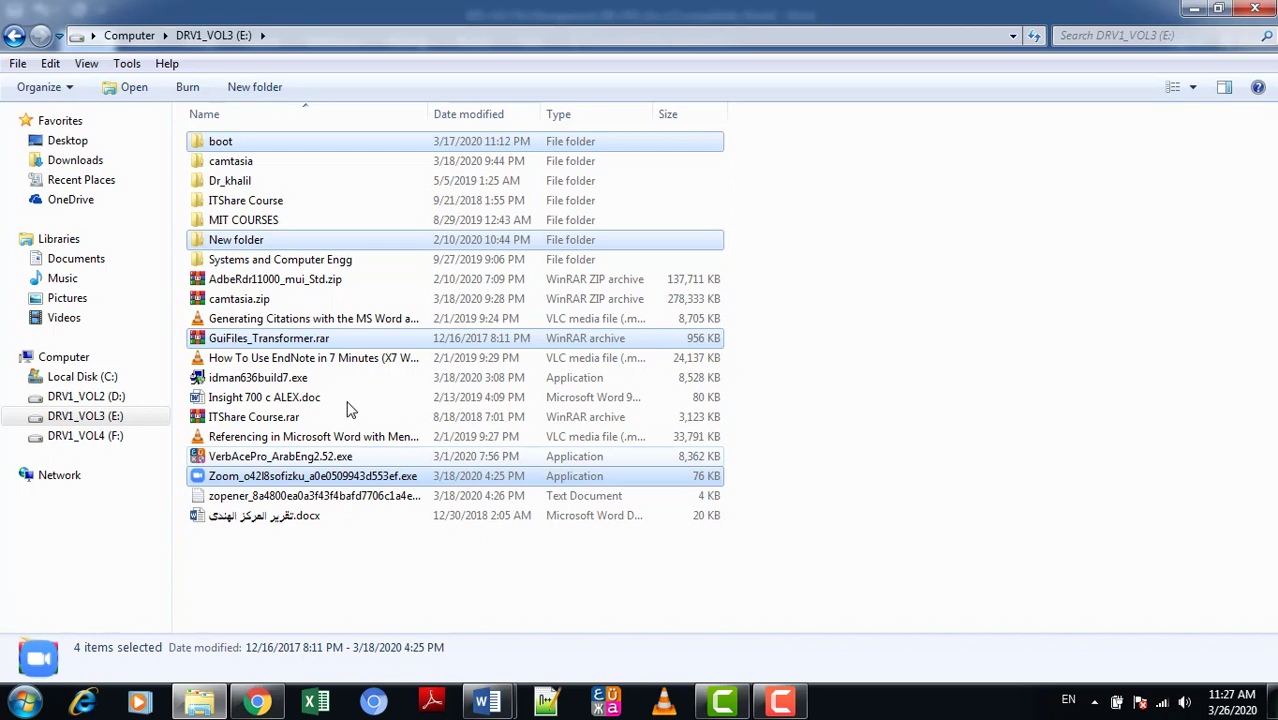 Computer ▸ DRV1_VOL3 (E:) ▸
Search DRV1_VOL3 (E:)
File Edit View Tools Help
Organize Open Burn New folder
Name Date modified Type Size
Favorites
Desktop
Downloads
Recent Places
OneDrive
Libraries
Documents
Music
Pictures
Videos
Computer
Local Disk (C:)
DRV1_VOL2 (D:)
DRV1_VOL3 (E:)
DRV1_VOL4 (F:)
Network
boot 3/17/2020 11:12 PM File folder
camtasia 3/18/2020 9:44 PM File folder
Dr_khalil 5/5/2019 1:25 AM File folder
ITShare Course 9/21/2018 1:55 PM File folder
MIT COURSES 8/29/2019 12:43 AM File folder
New folder 2/10/2020 10:44 PM File folder
Systems and Computer Engg 9/27/2019 9:06 PM File folder
AdbeRdr11000_mui_Std.zip 2/10/2020 7:09 PM WinRAR ZIP archive 137,711 KB
camtasia.zip 3/18/2020 9:28 PM WinRAR ZIP archive 278,333 KB
Generating Citations with the MS Word a... 2/1/2019 9:24 PM VLC media file (.m... 8,705 KB
GuiFiles_Transformer.rar 12/16/2017 8:11 PM WinRAR archive 956 KB
How To Use EndNote in 7 Minutes (X7 W... 2/1/2019 9:29 PM VLC media file (.m... 24,137 KB
idman636build7.exe 3/18/2020 3:08 PM Application 8,528 KB
Insight 700 c ALEX.doc 2/13/2019 4:09 PM Microsoft Word 9... 80 KB
ITShare Course.rar 8/18/2018 7:01 PM WinRAR archive 3,123 KB
Referencing in Microsoft Word with Men... 2/1/2019 9:27 PM VLC media file (.m... 33,791 KB
VerbAcePro_ArabEng2.52.exe 3/1/2020 7:56 PM Application 8,362 KB
Zoom_o42l8sofizku_a0e0509943d553ef.exe 3/18/2020 4:25 PM Application 76 KB
zopener_8a4800ea0a3f43f4bafd7706c1a4e... 3/18/2020 4:26 PM Text Document 4 KB
تقرير المركز الهندى.docx 12/30/2018 2:05 AM Microsoft Word D... 20 KB
4 items selected Date modified: 12/16/2017 8:11 PM - 3/18/2020 4:25 PM
EN
11:27 AM
3/26/2020